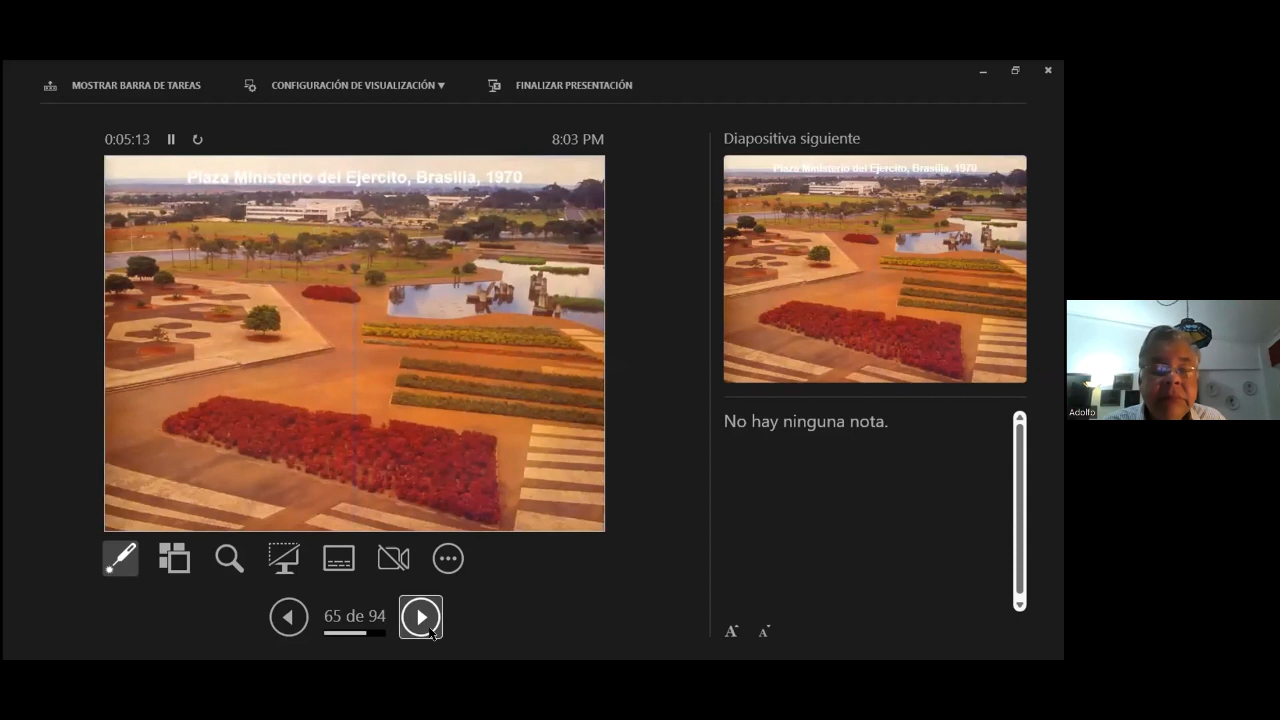 MOSTRAR BARRA DE TAREAS
CONFIGURACIÓN DE VISUALIZACIÓN ▼
FINALIZAR PRESENTACIÓN
0:05:13
8:03 PM
Diapositiva siguiente
Plaza Ministerio del Ejercito, Brasilia, 1970
Plaza Ministerio del Ejercito, Brasilia, 1970
No hay ninguna nota.
Adolfo
65 de 94
A A